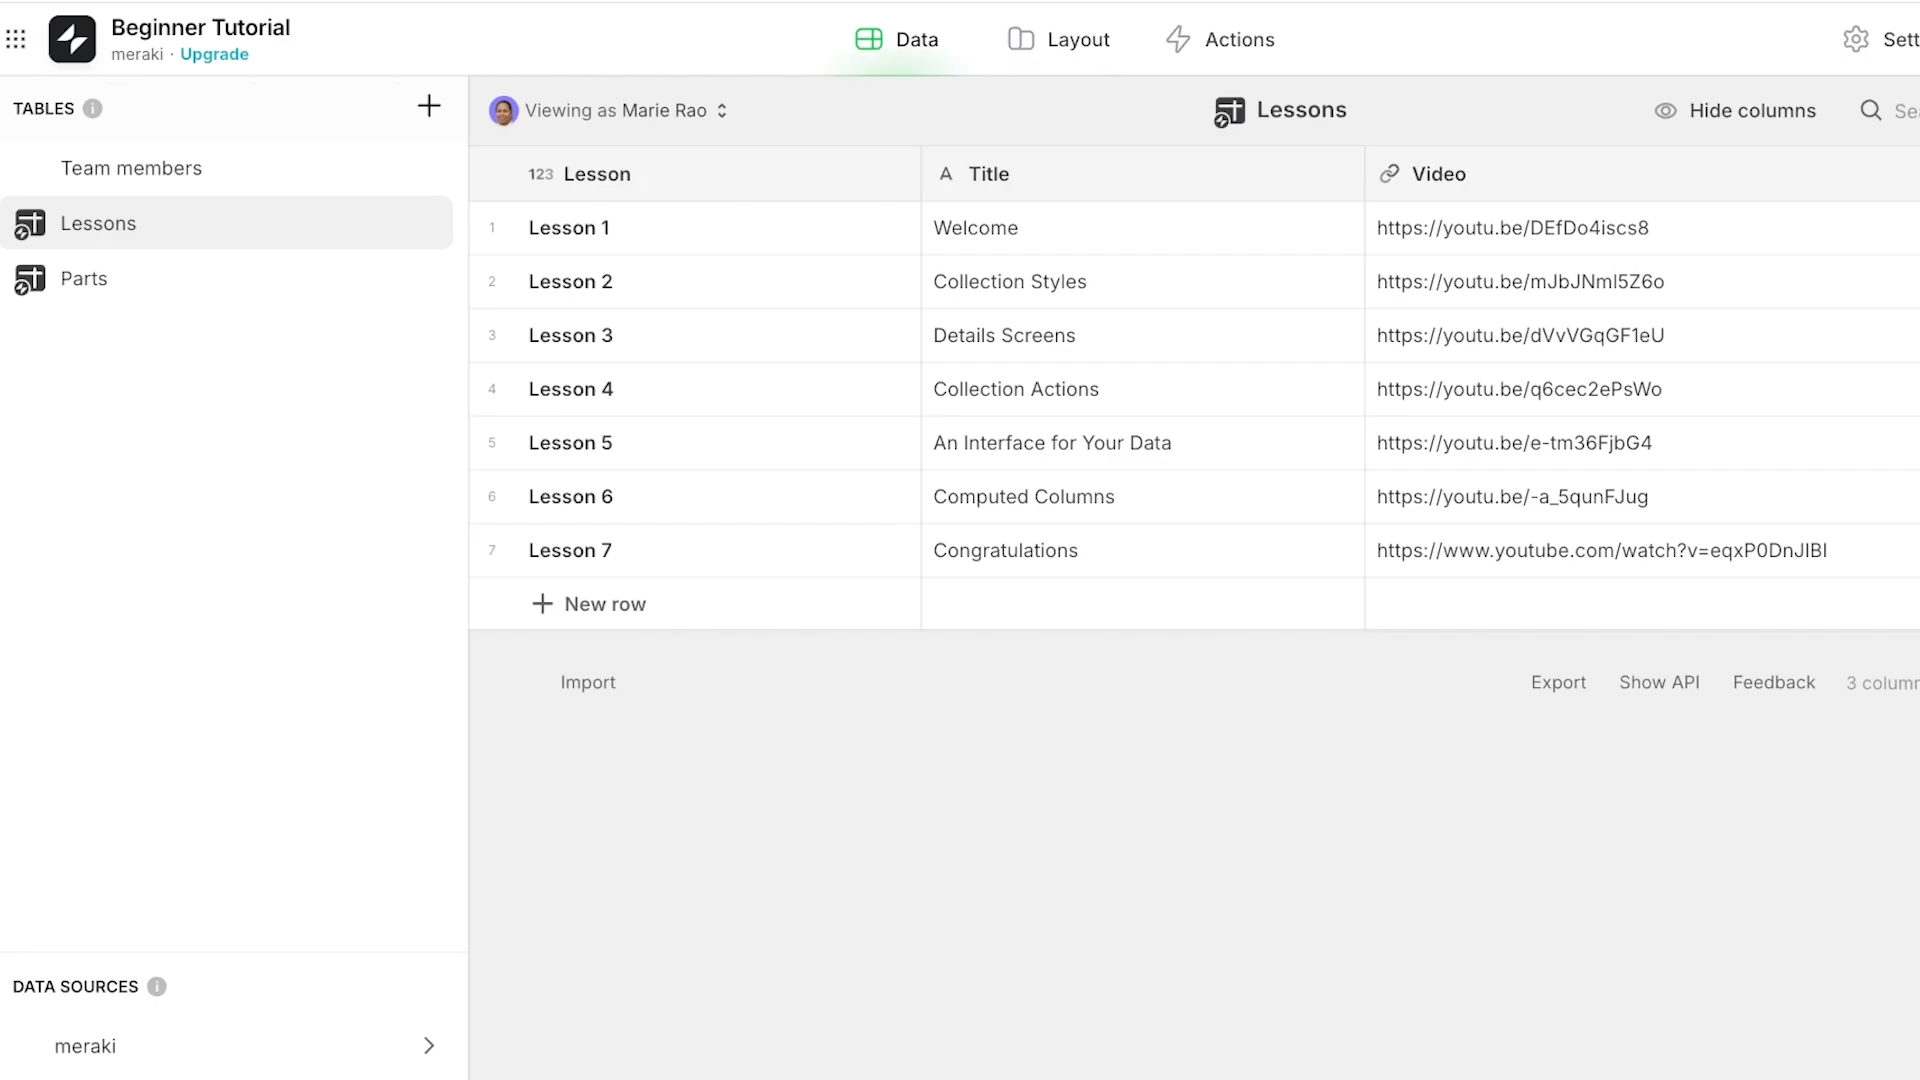 Beginner Tutorial
meraki · Upgrade
Data
Layout
Actions
Sett
TABLES
Team members
Lessons
Parts
DATA SOURCES
meraki
Viewing as Marie Rao
Lessons
Hide columns
Sea
123 Lesson
A Title
Video
1 Lesson 1 Welcome https://youtu.be/DEfDo4iscs8
2 Lesson 2 Collection Styles https://youtu.be/mJbJNml5Z6o
3 Lesson 3 Details Screens https://youtu.be/dVvVGqGF1eU
4 Lesson 4 Collection Actions https://youtu.be/q6cec2ePsWo
5 Lesson 5 An Interface for Your Data https://youtu.be/e-tm36FjbG4
6 Lesson 6 Computed Columns https://youtu.be/-a_5qunFJug
7 Lesson 7 Congratulations https://www.youtube.com/watch?v=eqxP0DnJIBI
New row
Import
Export
Show API
Feedback
3 column